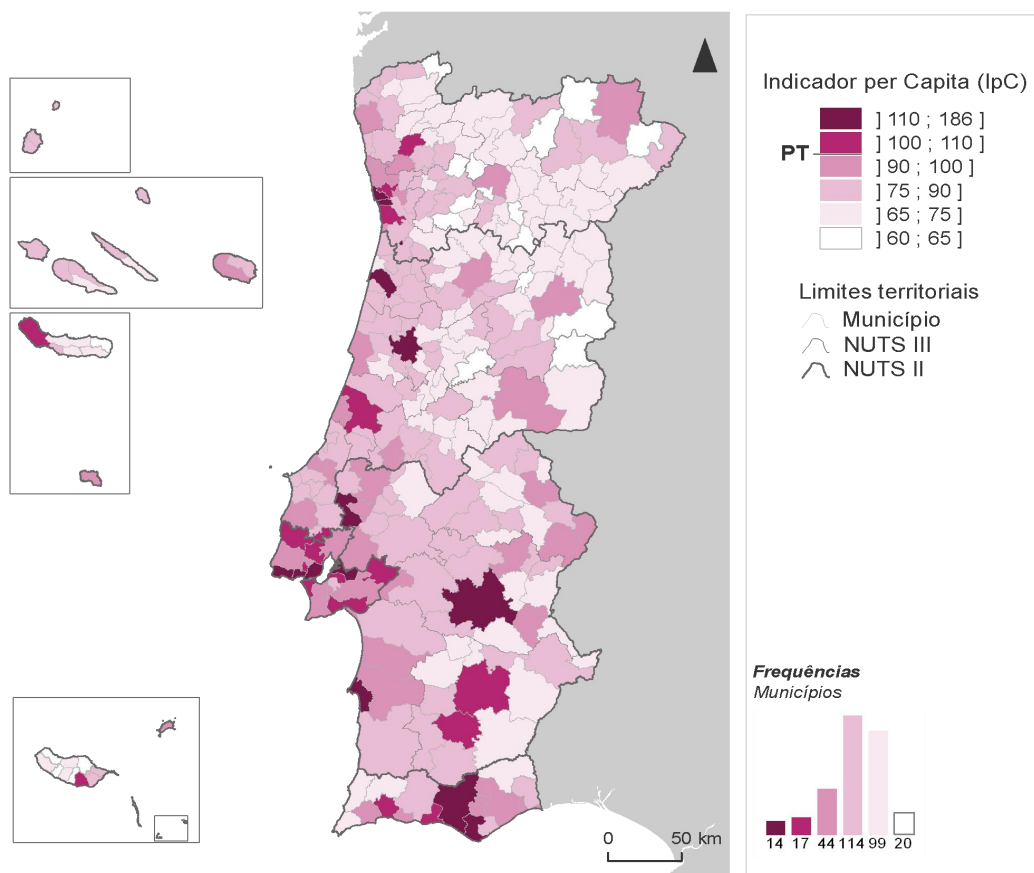 Indicador per Capita (IpC)
] 110 ; 186 ]
] 100 ; 110 ]
PT
] 90 ; 100 ]
] 75 ; 90 ]
] 65 ; 75 ]
] 60 ; 65 ]
Limites territoriais
Município
NUTS III
NUTS II
Frequências
Municípios
14 17 44 114 99 20
0 50 km